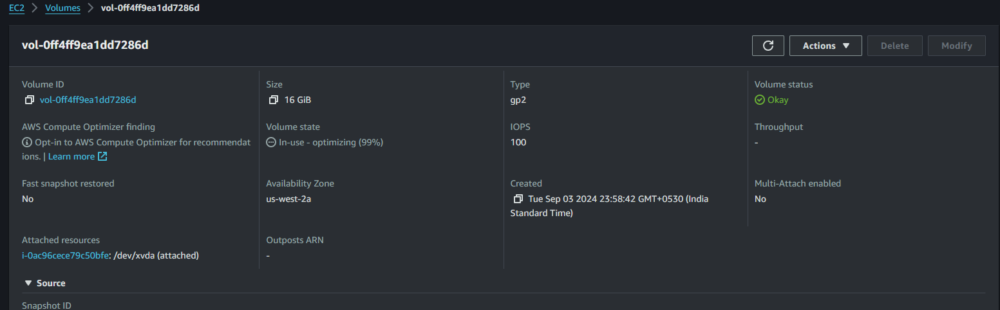 EC2 > Volumes > vol-0ff4ff9ea1dd7286d
vol-0ff4ff9ea1dd7286d
Actions Delete Modify
Volume ID
vol-0ff4ff9ea1dd7286d
Size
16 GiB
Type
gp2
Volume status
Okay
AWS Compute Optimizer finding
Opt-in to AWS Compute Optimizer for recommendat
ions. | Learn more
Volume state
In-use - optimizing (99%)
IOPS
100
Throughput
-
Fast snapshot restored
No
Availability Zone
us-west-2a
Created
Tue Sep 03 2024 23:58:42 GMT+0530 (India
Standard Time)
Multi-Attach enabled
No
Attached resources
i-0ac96cece79c50bfe: /dev/xvda (attached)
Outposts ARN
-
Source
Snapshot ID